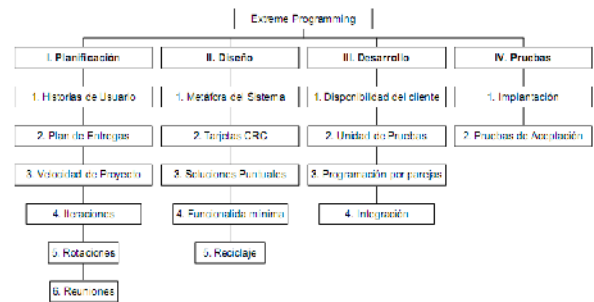 Extreme Programming
I. Planificación
II. Diseño
III. Desarrollo
IV. Pruebas
1. Historias de Usuario
1. Metáfora del Sistema
1. Disponibilidad del cliente
1. Implantación
2. Plan de Entregas
2. Tarjetas CRC
2. Unidad de Pruebas
2. Pruebas de Aceptación
3. Velocidad de Proyecto
3. Soluciones Puntuales
3. Programación por parejas
4. Iteraciones
4. Funcionalida mínima
4. Integración
5. Rotaciones
5. Reciclaje
6. Reuniones